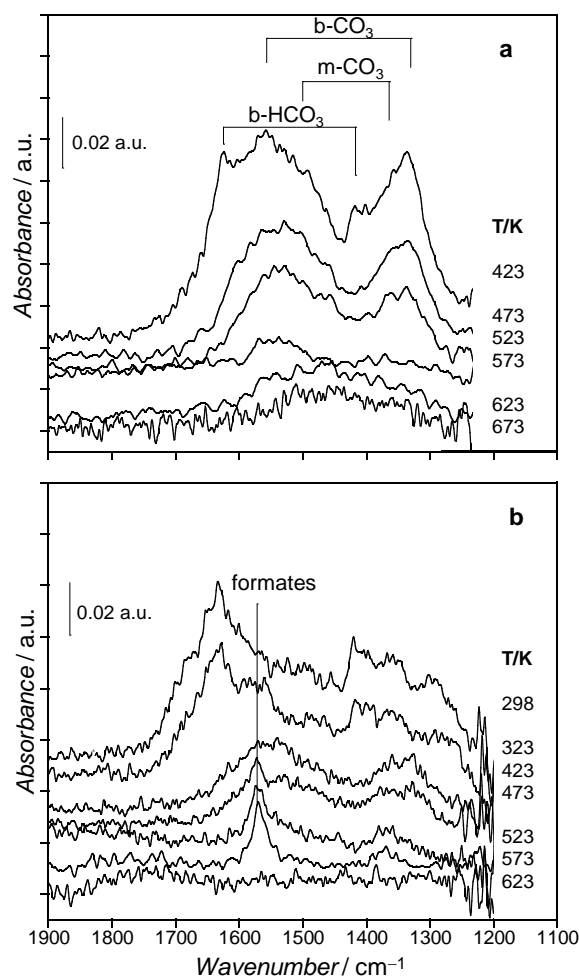 b-CO₃
a
m-CO₃
b-HCO₃
0.02 a.u.
Absorbance / a.u.
T/K
423
473
523
573
623
673
b
formates
0.02 a.u.
Absorbance / a.u.
T/K
298
323
423
473
523
573
623
1900 1800 1700 1600 1500 1400 1300 1200 1100
Wavenumber / cm⁻¹